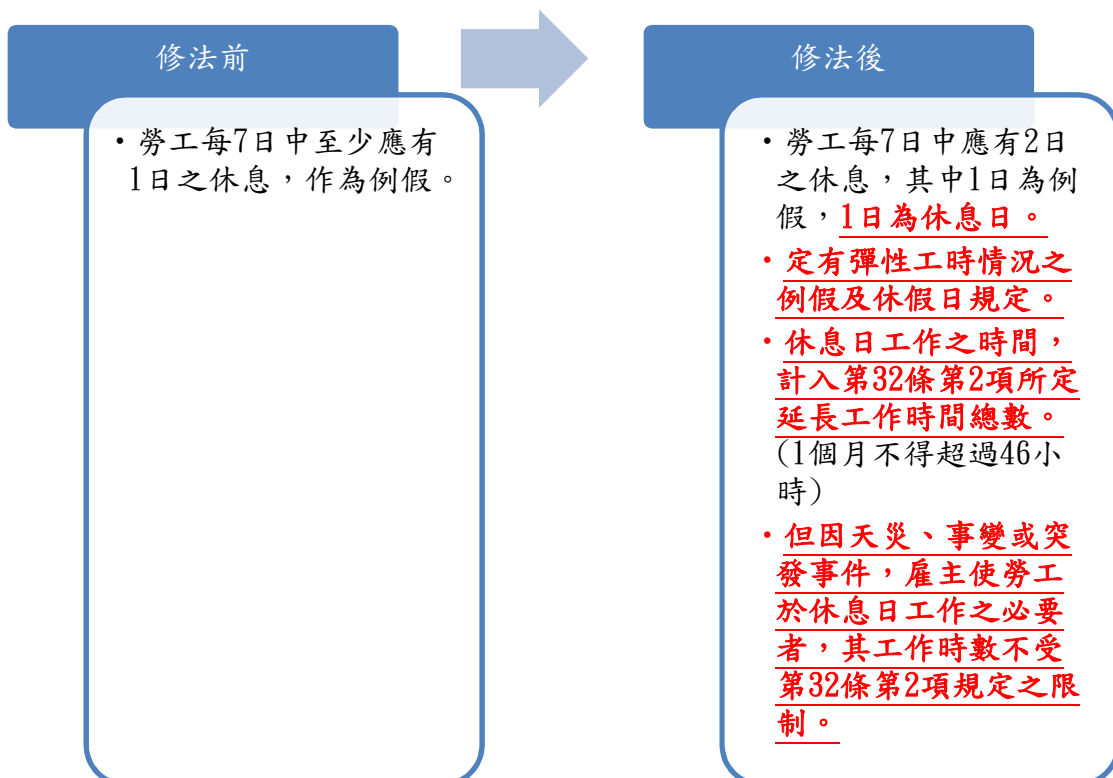 修法前
・勞工每7日中至少應有
1日之休息，作為例假。
修法後
・勞工每7日中應有2日
之休息，其中1日為例
假，1日為休息日。
・定有彈性工時情況之
例假及休假日規定。
・休息日工作之時間，
計入第32條第2項所定
延長工作時間總數。
(1個月不得超過46小
時)
・但因天災、事變或突
發事件，雇主使勞工
於休息日工作之必要
者，其工作時數不受
第32條第2項規定之限
制。